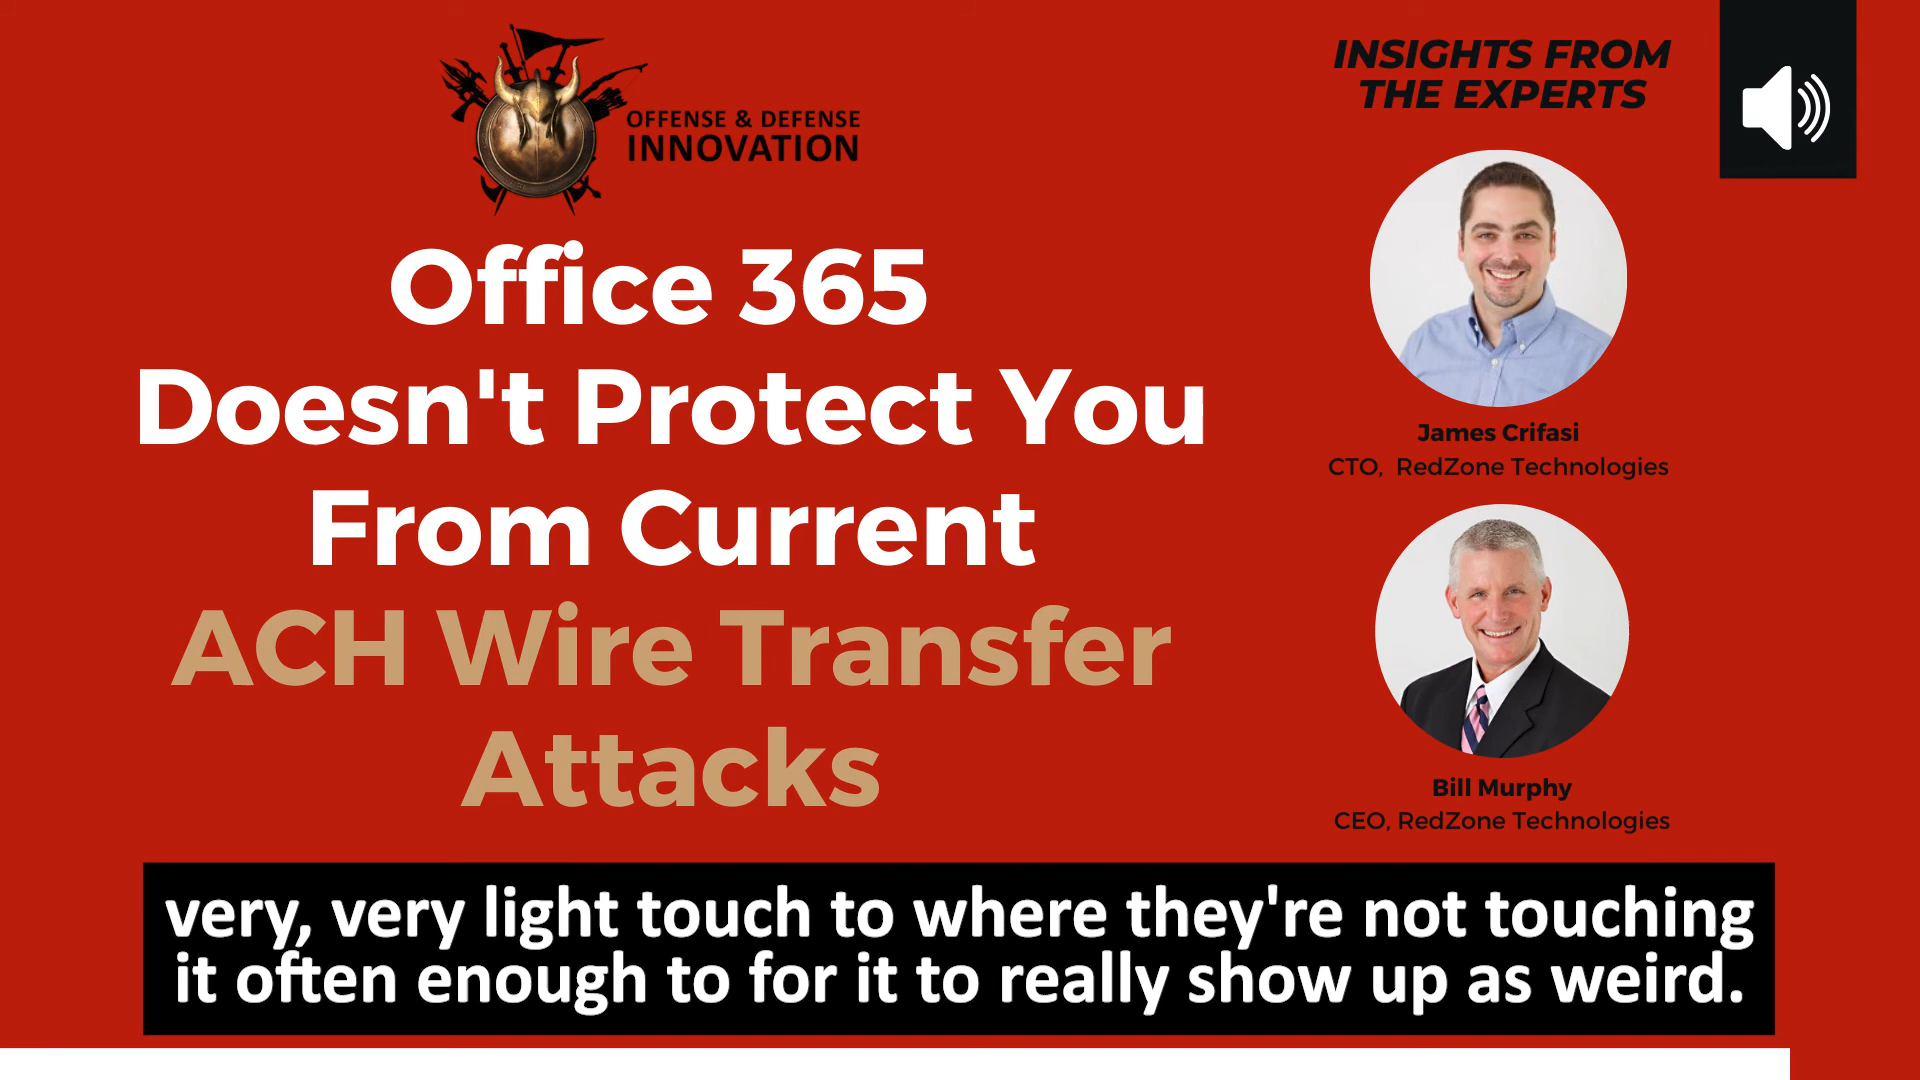 OFFENSE & DEFENSE
INNOVATION
INSIGHTS FROM
THE EXPERTS
Office 365
Doesn't Protect You
From Current
ACH Wire Transfer
Attacks
James Crifasi
CTO, RedZone Technologies
Bill Murphy
CEO, RedZone Technologies
very, very light touch to where they're not touching
it often enough to for it to really show up as weird.